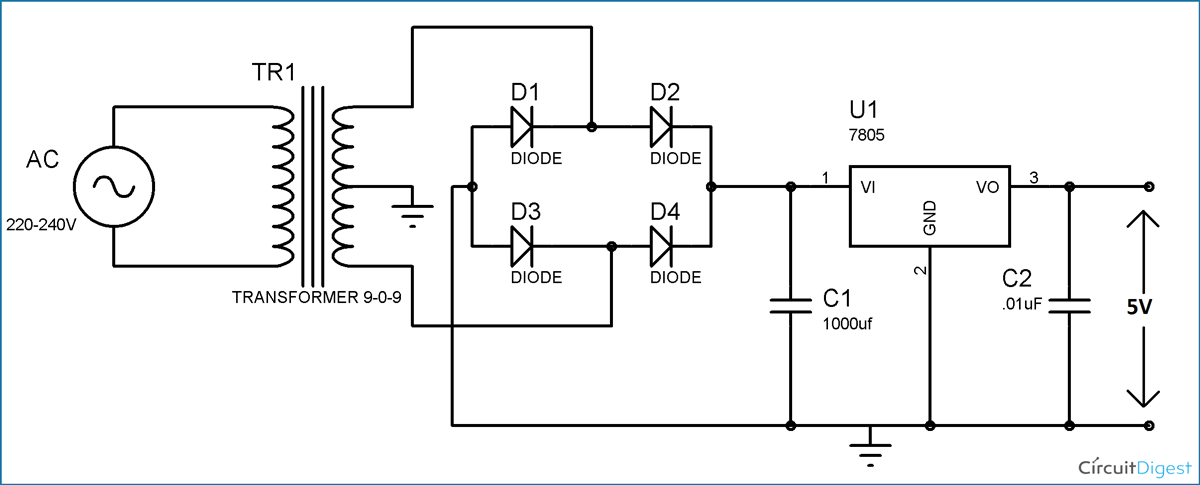 TR1
AC
220-240V
TRANSFORMER 9-0-9
D1
DIODE
D2
DIODE
D3
DIODE
D4
DIODE
C1
1000uf
U1
7805
1
VI
VO
3
GND
2
C2
.01uF
5V
CírcuitDigest